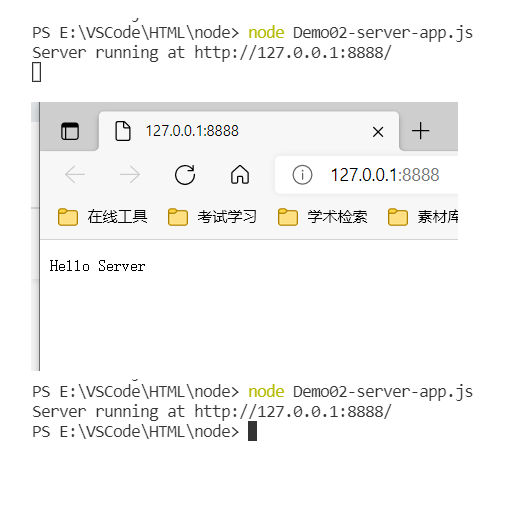 PS E:\VSCode\HTML\node> node Demo02-server-app.js
Server running at http://127.0.0.1:8888/
127.0.0.1:8888
127.0.0.1:8888
在线工具 考试学习 学术检索 素材库
Hello Server
PS E:\VSCode\HTML\node> node Demo02-server-app.js
Server running at http://127.0.0.1:8888/
PS E:\VSCode\HTML\node>